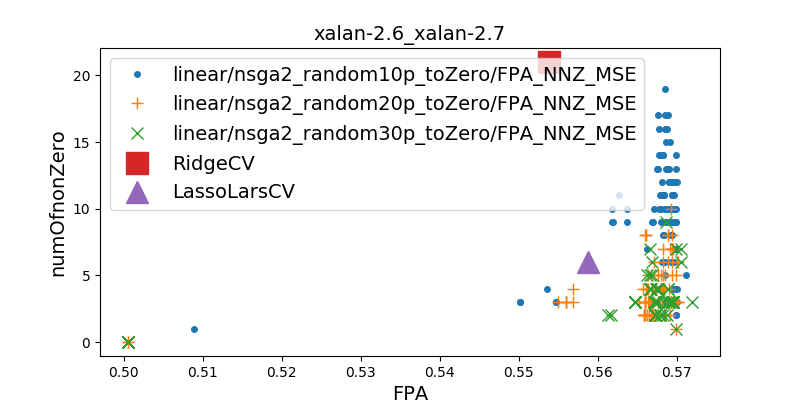 xalan-2.6_xalan-2.7
linear/nsga2_random10p_toZero/FPA_NNZ_MSE
linear/nsga2_random20p_toZero/FPA_NNZ_MSE
linear/nsga2_random30p_toZero/FPA_NNZ_MSE
RidgeCV
LassoLarsCV
numOfnonZero
20
15
10
5
0
0.50 0.51 0.52 0.53 0.54 0.55 0.56 0.57
FPA